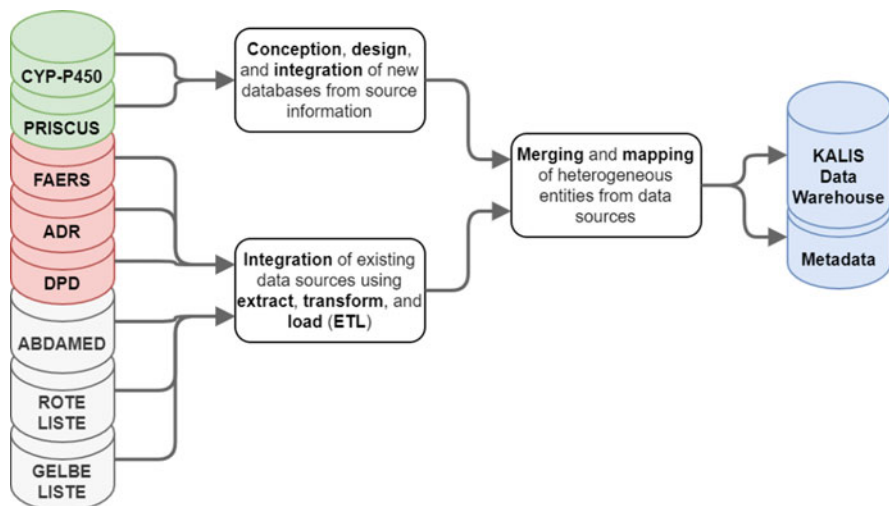 CYP-P450
PRISCUS
FAERS
ADR
DPD
ABDAMED
ROTE
LISTE
GELBE
LISTE
Conception, design,
and integration of new
databases from source
information
Integration of existing
data sources using
extract, transform, and
load (ETL)
Merging and mapping
of heterogeneous
entities from data
sources
KALIS
Data
Warehouse
Metadata